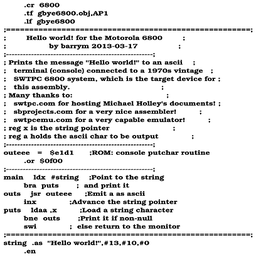 .cr 6800
.tf gbye6800.obj,AP1
.lf gbye6800
;=====================================================
; Hello world! for the Motorola 6800 ;
; by barrym 2013-03-17 ;
;-----------------------------------------------------;
; Prints the message "Hello world!" to an ascii ;
; terminal (console) connected to a 1970s vintage ;
; SWTPC 6800 system, which is the target device for ;
; this assembly. ;
; Many thanks to: ;
; swtpc.com for hosting Michael Holley's documents! ;
; sbprojects.com for a very nice assembler! ;
; swtpcemu.com for a very capable emulator! ;
; reg x is the string pointer ;
; reg a holds the ascii char to be output ;
;-----------------------------------------------------;
outeee = $e1d1 ;ROM: console putchar routine
.or $0f00
;-----------------------------------------------------;
main ldx #string ;Point to the string
bra puts ; and print it
outs jsr outeee ;Emit a as ascii
inx ;Advance the string pointer
puts ldaa ,x ;Load a string character
bne outs ;Print it if non-null
swi ; else return to the monitor
;=====================================================
string .as "Hello world!",#13,#10,#0
.en